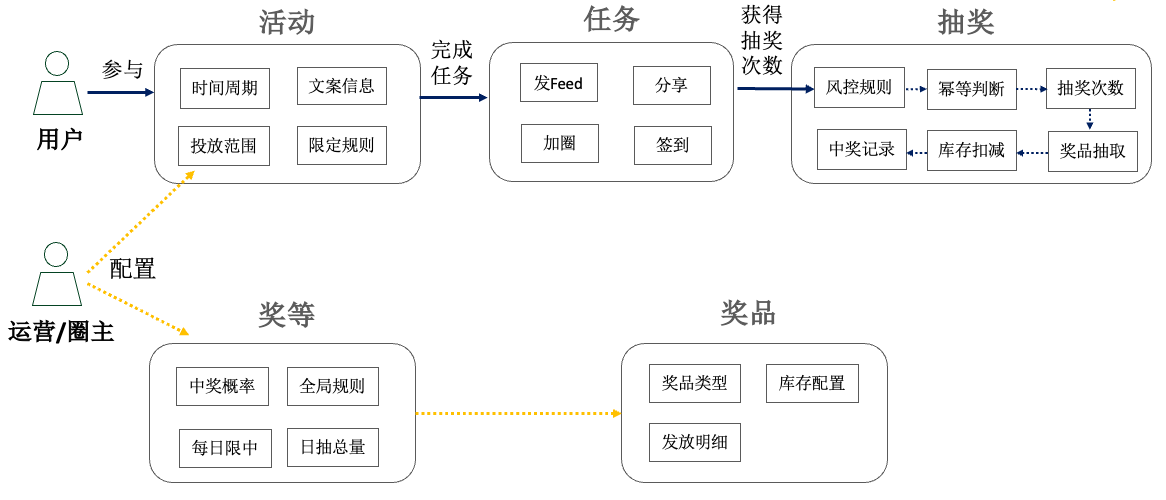 活动
任务
获得
抽奖
次数
抽奖
参与
完成
任务
时间周期
文案信息
投放范围
限定规则
发Feed
分享
加圈
签到
风控规则
幂等判断
抽奖次数
中奖记录
库存扣减
奖品抽取
用户
配置
运营/圈主
奖等
奖品
中奖概率
全局规则
每日限中
日抽总量
奖品类型
库存配置
发放明细